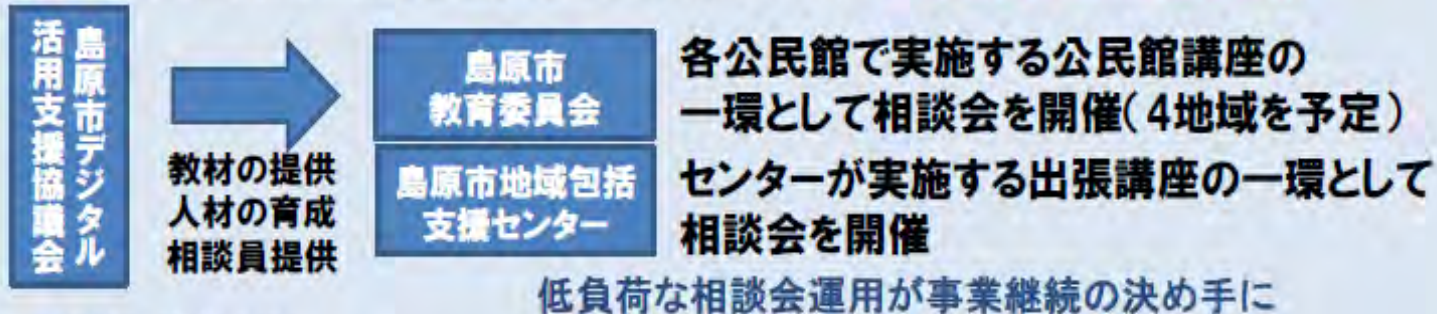 島原市デジタル
活用支援協議会
教材の提供
人材の育成
相談員提供
島原市
教育委員会
各公民館で実施する公民館講座の
一環として相談会を開催(4地域を予定)
島原市地域包括
支援センター
センターが実施する出張講座の一環として
相談会を開催
低負荷な相談会運用が事業継続の決め手に